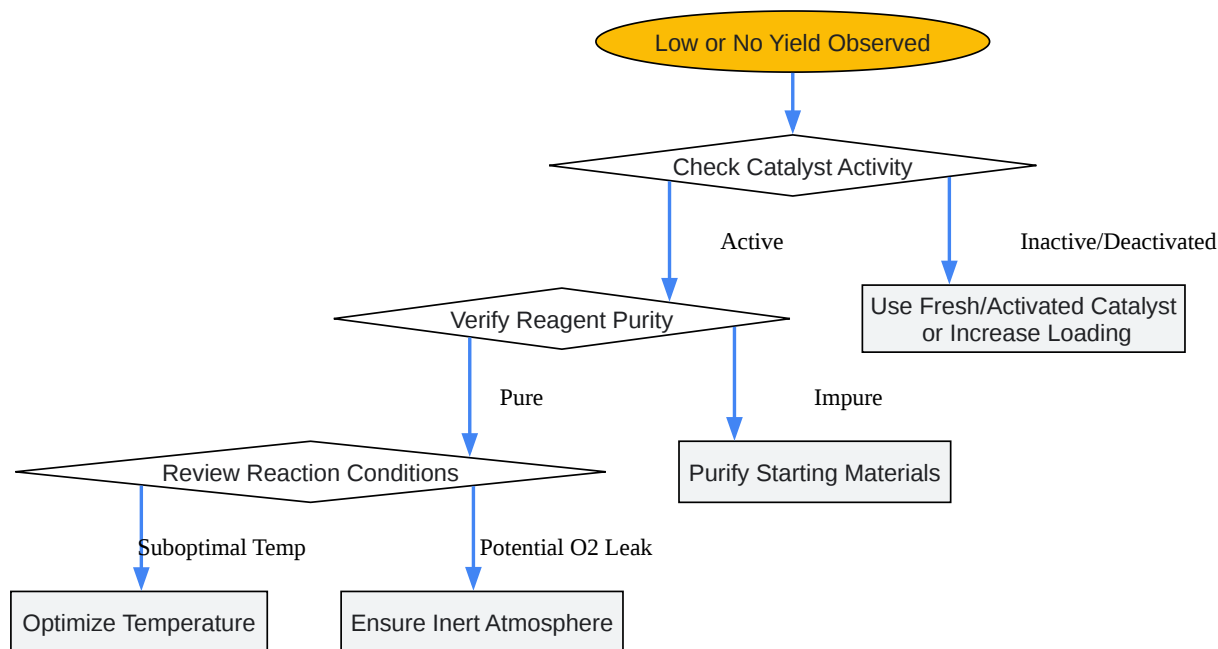 Low or No Yield Observed
Check Catalyst Activity
Active
Inactive/Deactivated
Use Fresh/Activated Catalyst
or Increase Loading
Verify Reagent Purity
Pure
Impure
Purify Starting Materials
Review Reaction Conditions
Suboptimal Temp
Potential O2 Leak
Optimize Temperature
Ensure Inert Atmosphere